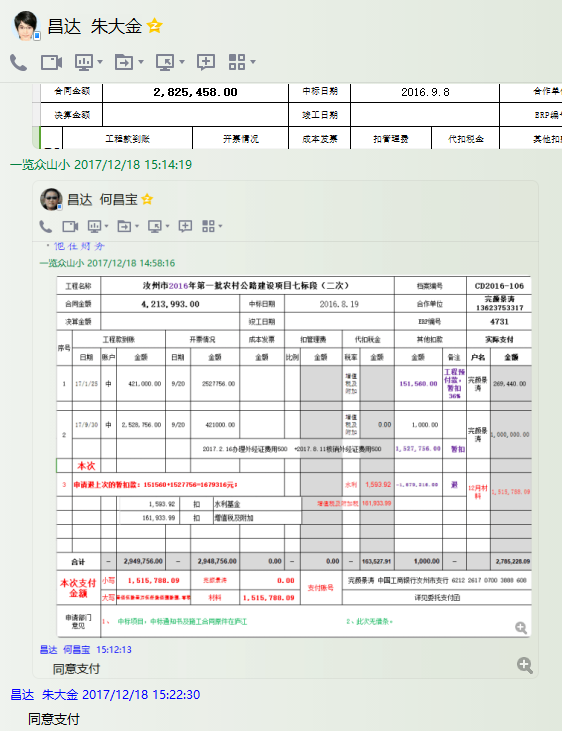 昌达 朱大金
合同金额 2,825,458.00 中标日期 2016.9.8 合作单
决算金额 竣工日期 ERP编
工程款到账 开票情况 成本发票 扣管理费 代扣税金 其他扣
一览众山小 2017/12/18 15:14:19
昌达 何昌宝
一览众山小 2017/12/18 14:58:16
工程名称 汝州市2016年第一批农村公路建设项目七标段（二次） 档案编号 CD2016-106
合同金额 4,213,993.00 中标日期 2016.8.19 合作单位 完颜景涛 13623753317
决算金额 竣工日期 ERP编号 4731
序号 工程款到账 开票情况 成本发票 扣管理费 代扣税金 其他扣款 实际支付
日期 账户 金额 日期 金额 金额 比例 金额 税率 金额 金额 备注 户名 金额
1 17/1/25 中 421,000.00 9/20 2527756.00 增值税及附加 151,560.00 工程预付款，暂扣36% 完颜景涛 269,440.00
2 17/9/30 中 2,528,756.00 9/20 421000.00 增值税及附加 0.00 1,000.00 完颜景涛 1,000,000.00
2017.2.16办理外经证费用500 +2017.8.11核销外经证费用500 1,527,756.00 暂扣
本次
3 申请退上次的暂扣款：151560+1527756=1679316元； 水利 1,593.92 -1,679,316.00 退 12月材料 1,515,788.09
1,593.92 扣 水利基金 增值税及附加税 161,933.99
161,933.99 扣 增值税及附加
合计 - 2,949,756.00 - 2,948,756.00 0.00 - 0.00 - 163,527.91 1,000.00 - 2,785,228.09
本次支付金额 小写 1,515,788.09 完颜景涛 0.00 支付账号 完颜景涛 中国工商银行汝州市支行 6212 2617 0700 3888 608
大写 材料 1,515,788.09 详见委托支付函
申请部门意见 1、 中标项目，中标通知书及施工合同原件在庐江 2、此次无借条。
昌达 何昌宝 15:12:13
同意支付
昌达 朱大金 2017/12/18 15:22:30
同意支付